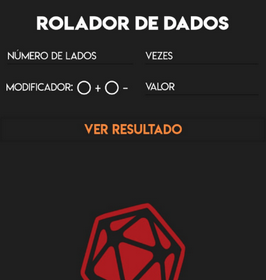 ROLADOR DE DADOS
NÚMERO DE LADOS VEZES
MODIFICADOR: + - VALOR
VER RESULTADO